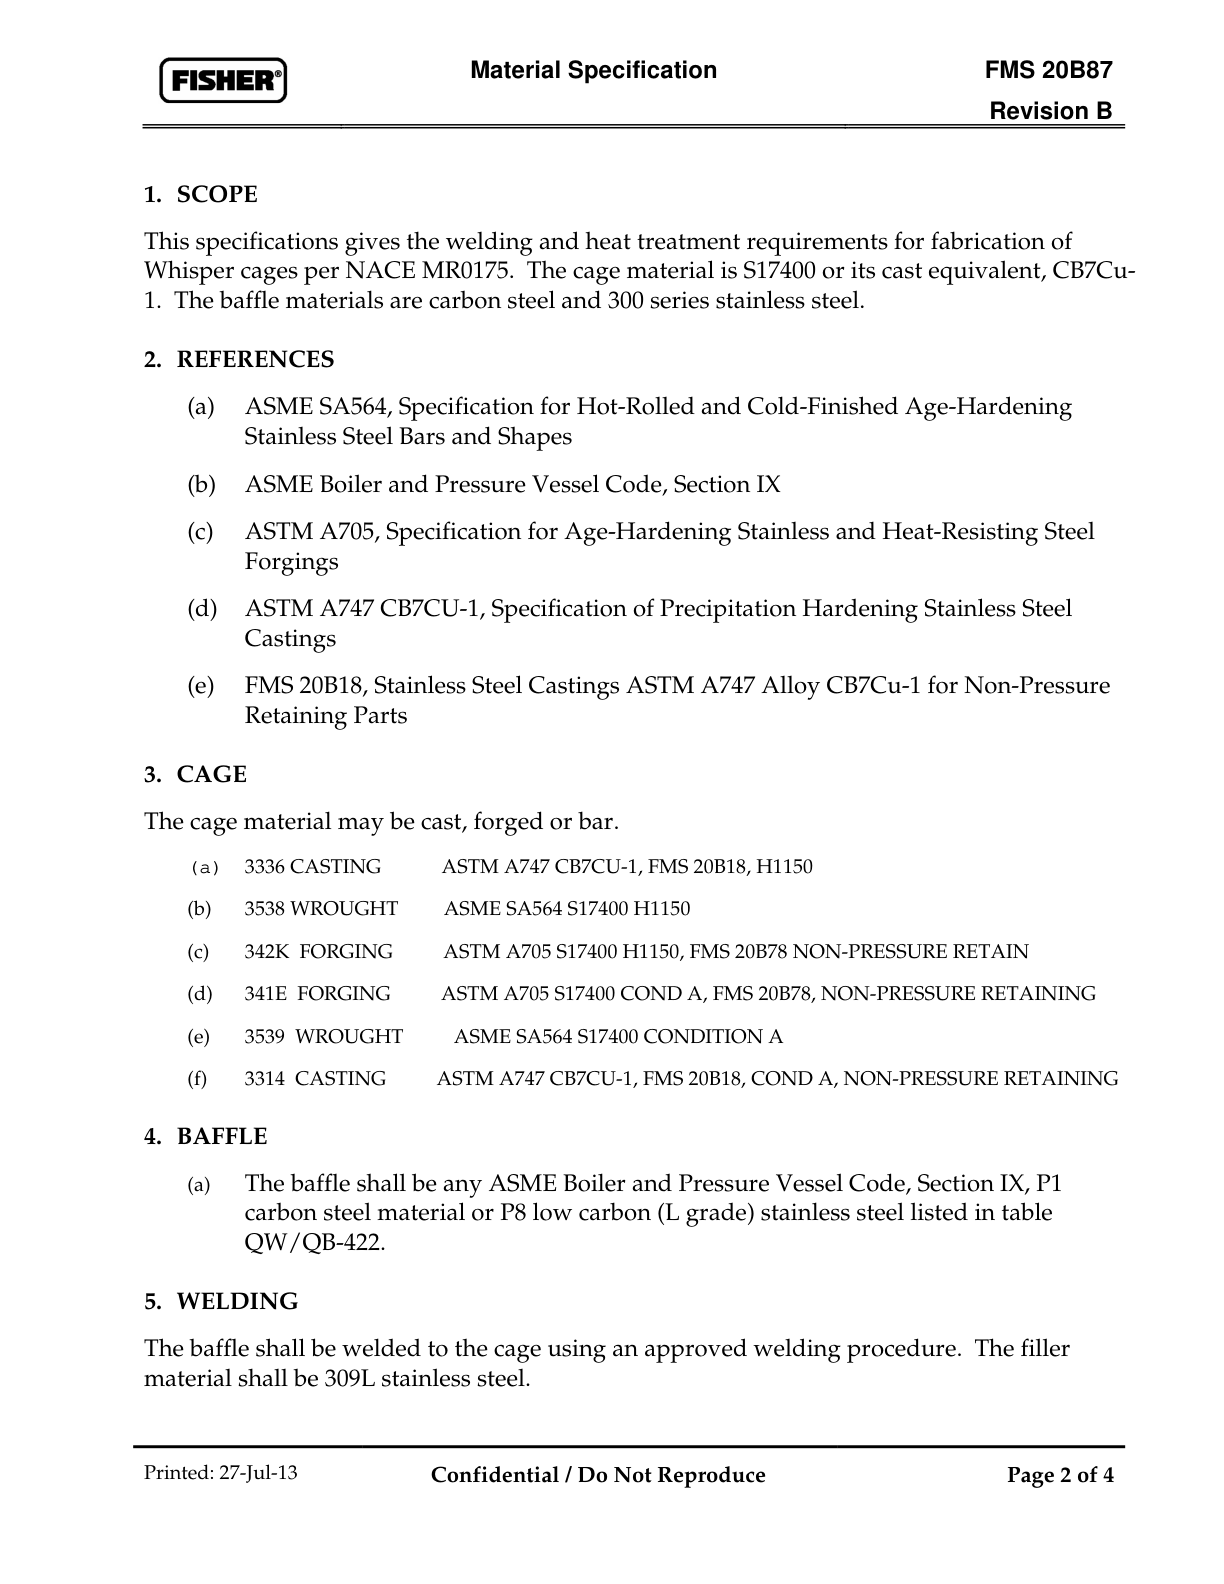 FISHER®
Material Specification
FMS 20B87
Revision B
1. SCOPE
This specifications gives the welding and heat treatment requirements for fabrication of
Whisper cages per NACE MR0175. The cage material is S17400 or its cast equivalent, CB7Cu-
1. The baffle materials are carbon steel and 300 series stainless steel.
2. REFERENCES
(a) ASME SA564, Specification for Hot-Rolled and Cold-Finished Age-Hardening
Stainless Steel Bars and Shapes
(b) ASME Boiler and Pressure Vessel Code, Section IX
(c) ASTM A705, Specification for Age-Hardening Stainless and Heat-Resisting Steel
Forgings
(d) ASTM A747 CB7CU-1, Specification of Precipitation Hardening Stainless Steel
Castings
(e) FMS 20B18, Stainless Steel Castings ASTM A747 Alloy CB7Cu-1 for Non-Pressure
Retaining Parts
3. CAGE
The cage material may be cast, forged or bar.
(a) 3336 CASTING ASTM A747 CB7CU-1, FMS 20B18, H1150
(b) 3538 WROUGHT ASME SA564 S17400 H1150
(c) 342K FORGING ASTM A705 S17400 H1150, FMS 20B78 NON-PRESSURE RETAIN
(d) 341E FORGING ASTM A705 S17400 COND A, FMS 20B78, NON-PRESSURE RETAINING
(e) 3539 WROUGHT ASME SA564 S17400 CONDITION A
(f) 3314 CASTING ASTM A747 CB7CU-1, FMS 20B18, COND A, NON-PRESSURE RETAINING
4. BAFFLE
(a) The baffle shall be any ASME Boiler and Pressure Vessel Code, Section IX, P1
carbon steel material or P8 low carbon (L grade) stainless steel listed in table
QW/QB-422.
5. WELDING
The baffle shall be welded to the cage using an approved welding procedure. The filler
material shall be 309L stainless steel.
Printed: 27-Jul-13
Confidential / Do Not Reproduce
Page 2 of 4